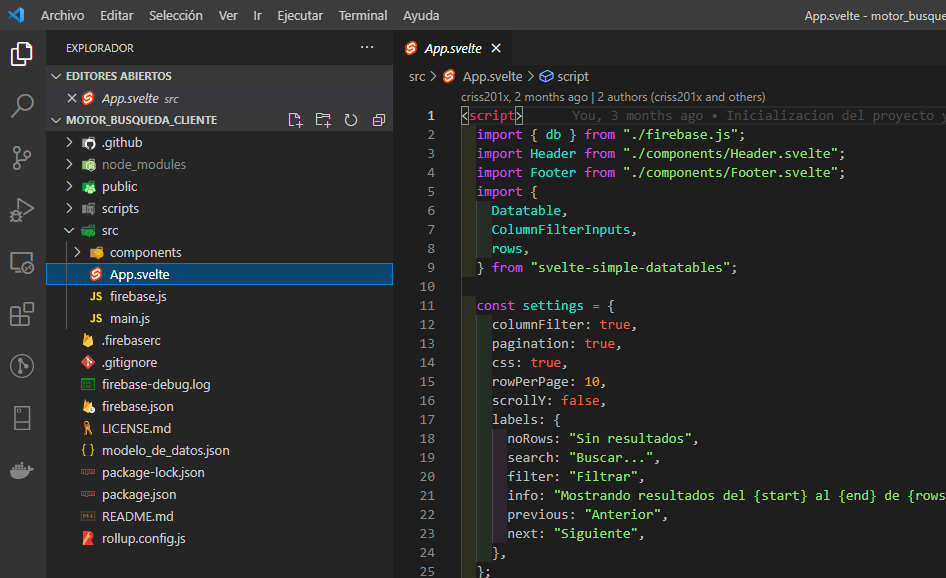 Archivo Editar Selección Ver Ir Ejecutar Terminal Ayuda App.svelte - motor_busque
EXPLORADOR ...
EDITORES ABIERTOS
App.svelte src
MOTOR_BUSQUEDA_CLIENTE
.github
node_modules
public
scripts
src
components
App.svelte
JS firebase.js
JS main.js
.firebaserc
.gitignore
firebase-debug.log
firebase.json
LICENSE.md
{ } modelo_de_datos.json
package-lock.json
package.json
README.md
rollup.config.js
App.svelte
src > App.svelte > script
criss201x, 2 months ago | 2 authors (criss201x and others)
1 <script> You, 3 months ago • Inicializacion del proyecto y
2 import { db } from "./firebase.js";
3 import Header from "./components/Header.svelte";
4 import Footer from "./components/Footer.svelte";
5 import {
6 Datatable,
7 ColumnFilterInputs,
8 rows,
9 } from "svelte-simple-datatables";
10
11 const settings = {
12 columnFilter: true,
13 pagination: true,
14 css: true,
15 rowPerPage: 10,
16 scrollY: false,
17 labels: {
18 noRows: "Sin resultados",
19 search: "Buscar...",
20 filter: "Filtrar",
21 info: "Mostrando resultados del {start} al {end} de {rows
22 previous: "Anterior",
23 next: "Siguiente",
24 },
25 };